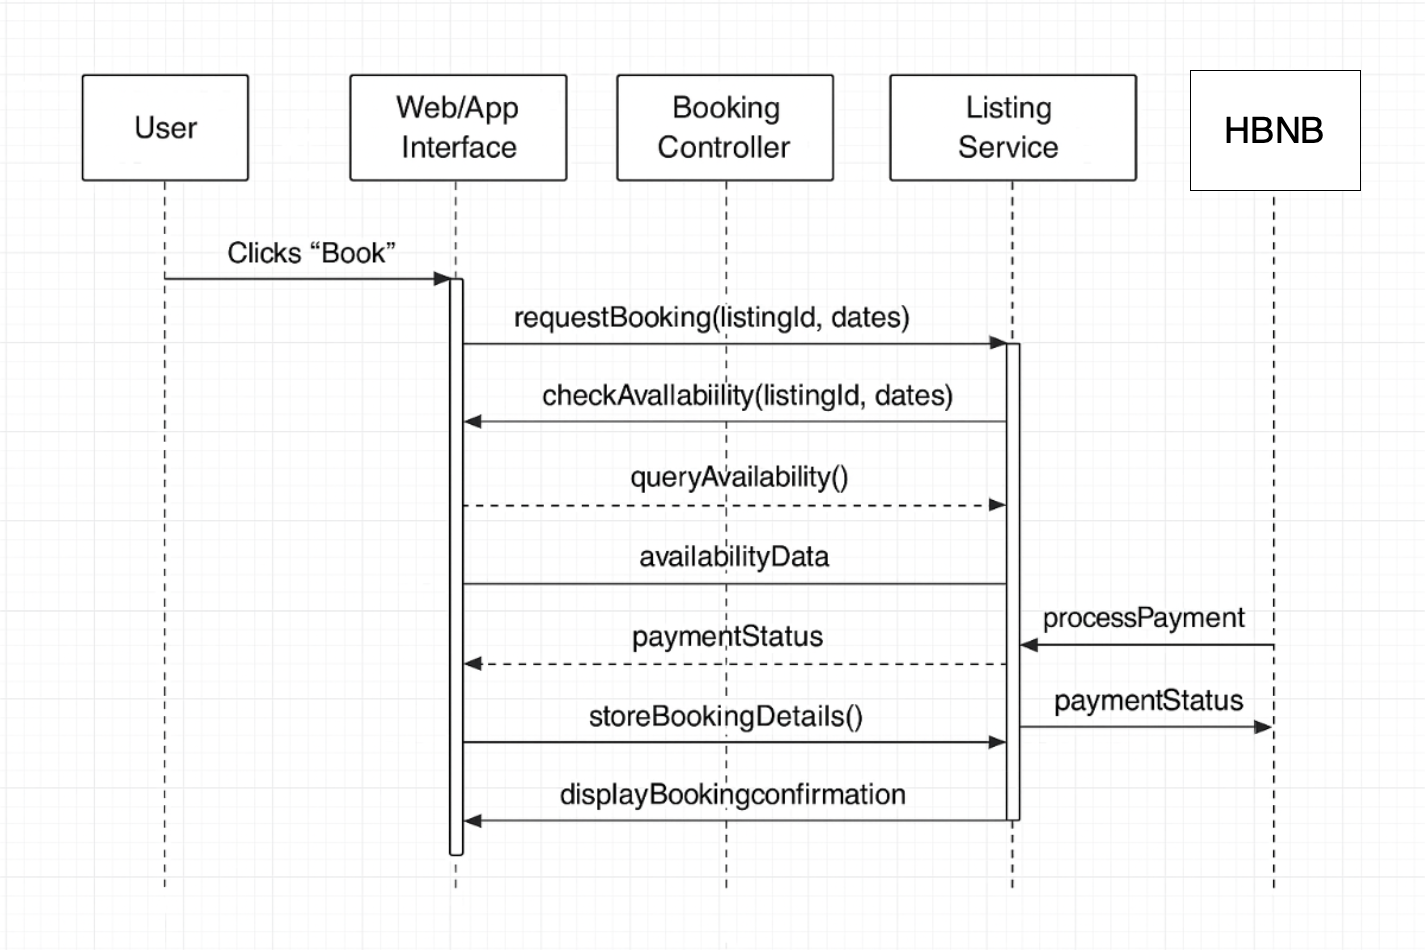 User
Web/App
Interface
Booking
Controller
Listing
Service
HBNB
Clicks “Book”
requestBooking(listingId, dates)
checkAvallabiility(listingId, dates)
queryAvailability()
availabilityData
processPayment
paymentStatus
paymentStatus
storeBookingDetails()
displayBookingconfirmation